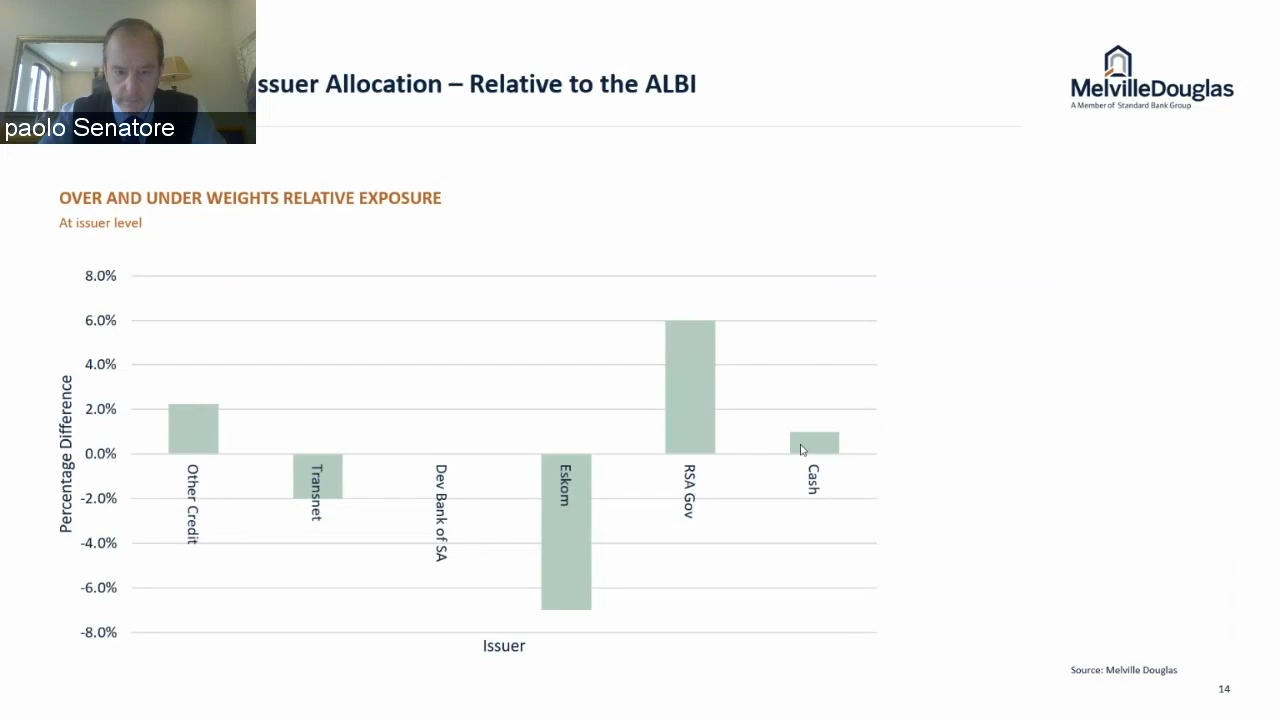 paolo Senatore
ssuer Allocation – Relative to the ALBI
MelvilleDouglas
A Member of Standard Bank Group
OVER AND UNDER WEIGHTS RELATIVE EXPOSURE
At issuer level
Percentage Difference
8.0%
6.0%
4.0%
2.0%
0.0%
-2.0%
-4.0%
-6.0%
-8.0%
Other Credit
Transnet
Dev Bank of SA
Eskom
RSA Gov
Cash
Issuer
Source: Melville Douglas
14